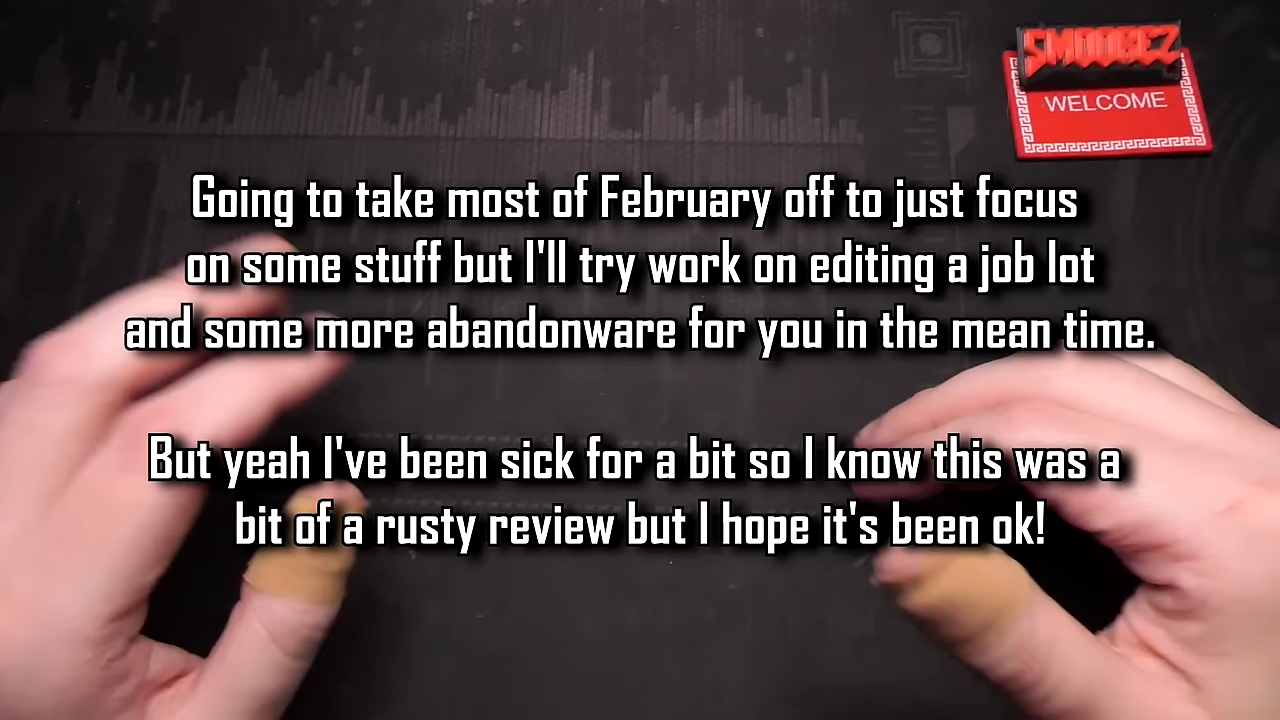 SMOOBEZ
WELCOME
Going to take most of February off to just focus
on some stuff but I'll try work on editing a job lot
and some more abandonware for you in the mean time.
But yeah I've been sick for a bit so I know this was a
bit of a rusty review but I hope it's been ok!